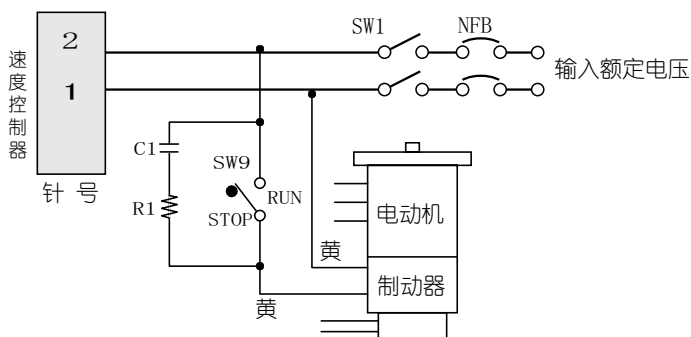 SW1
NFB
2
1
速度控制器
输入额定电压
C1
SW9
针 号
R1
RUN
STOP
电动机
黄
制动器
黄